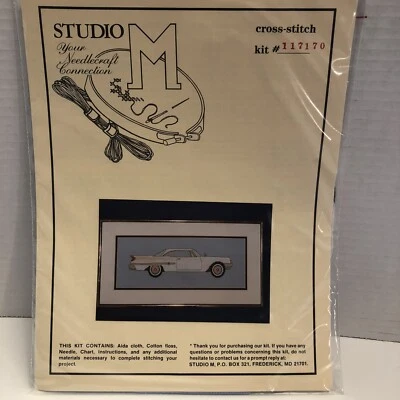 STUDIO M
Your
Needlecraft
Connection
cross-stitch
kit # 117170
THIS KIT CONTAINS: Aida cloth, Cotton floss,
Needle, Chart, Instructions, and any additional
materials necessary to complete stitching your
project.
* Thank you for purchasing our kit. If you have any
questions or problems concerning this kit, do not
hesitate to contact us for a prompt reply at:
STUDIO M, P.O. BOX 321, FREDERICK, MD 21701.